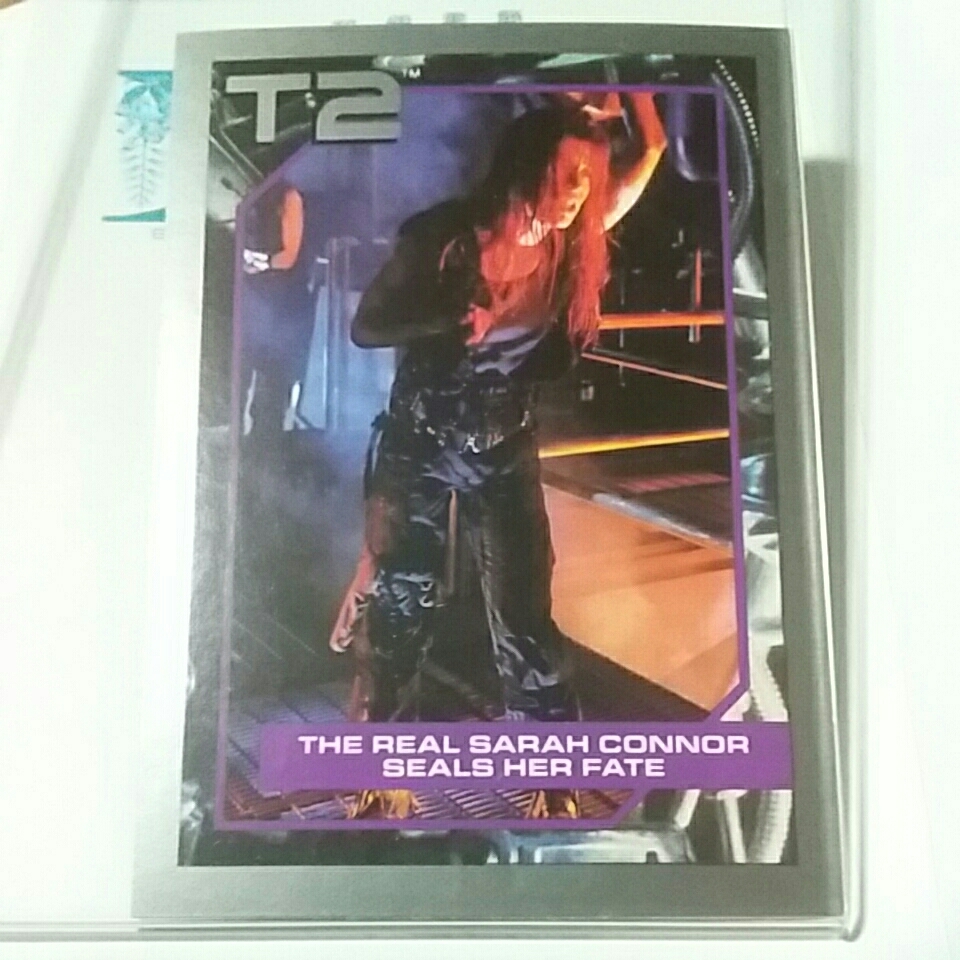 T2™
THE REAL SARAH CONNOR
SEALS HER FATE